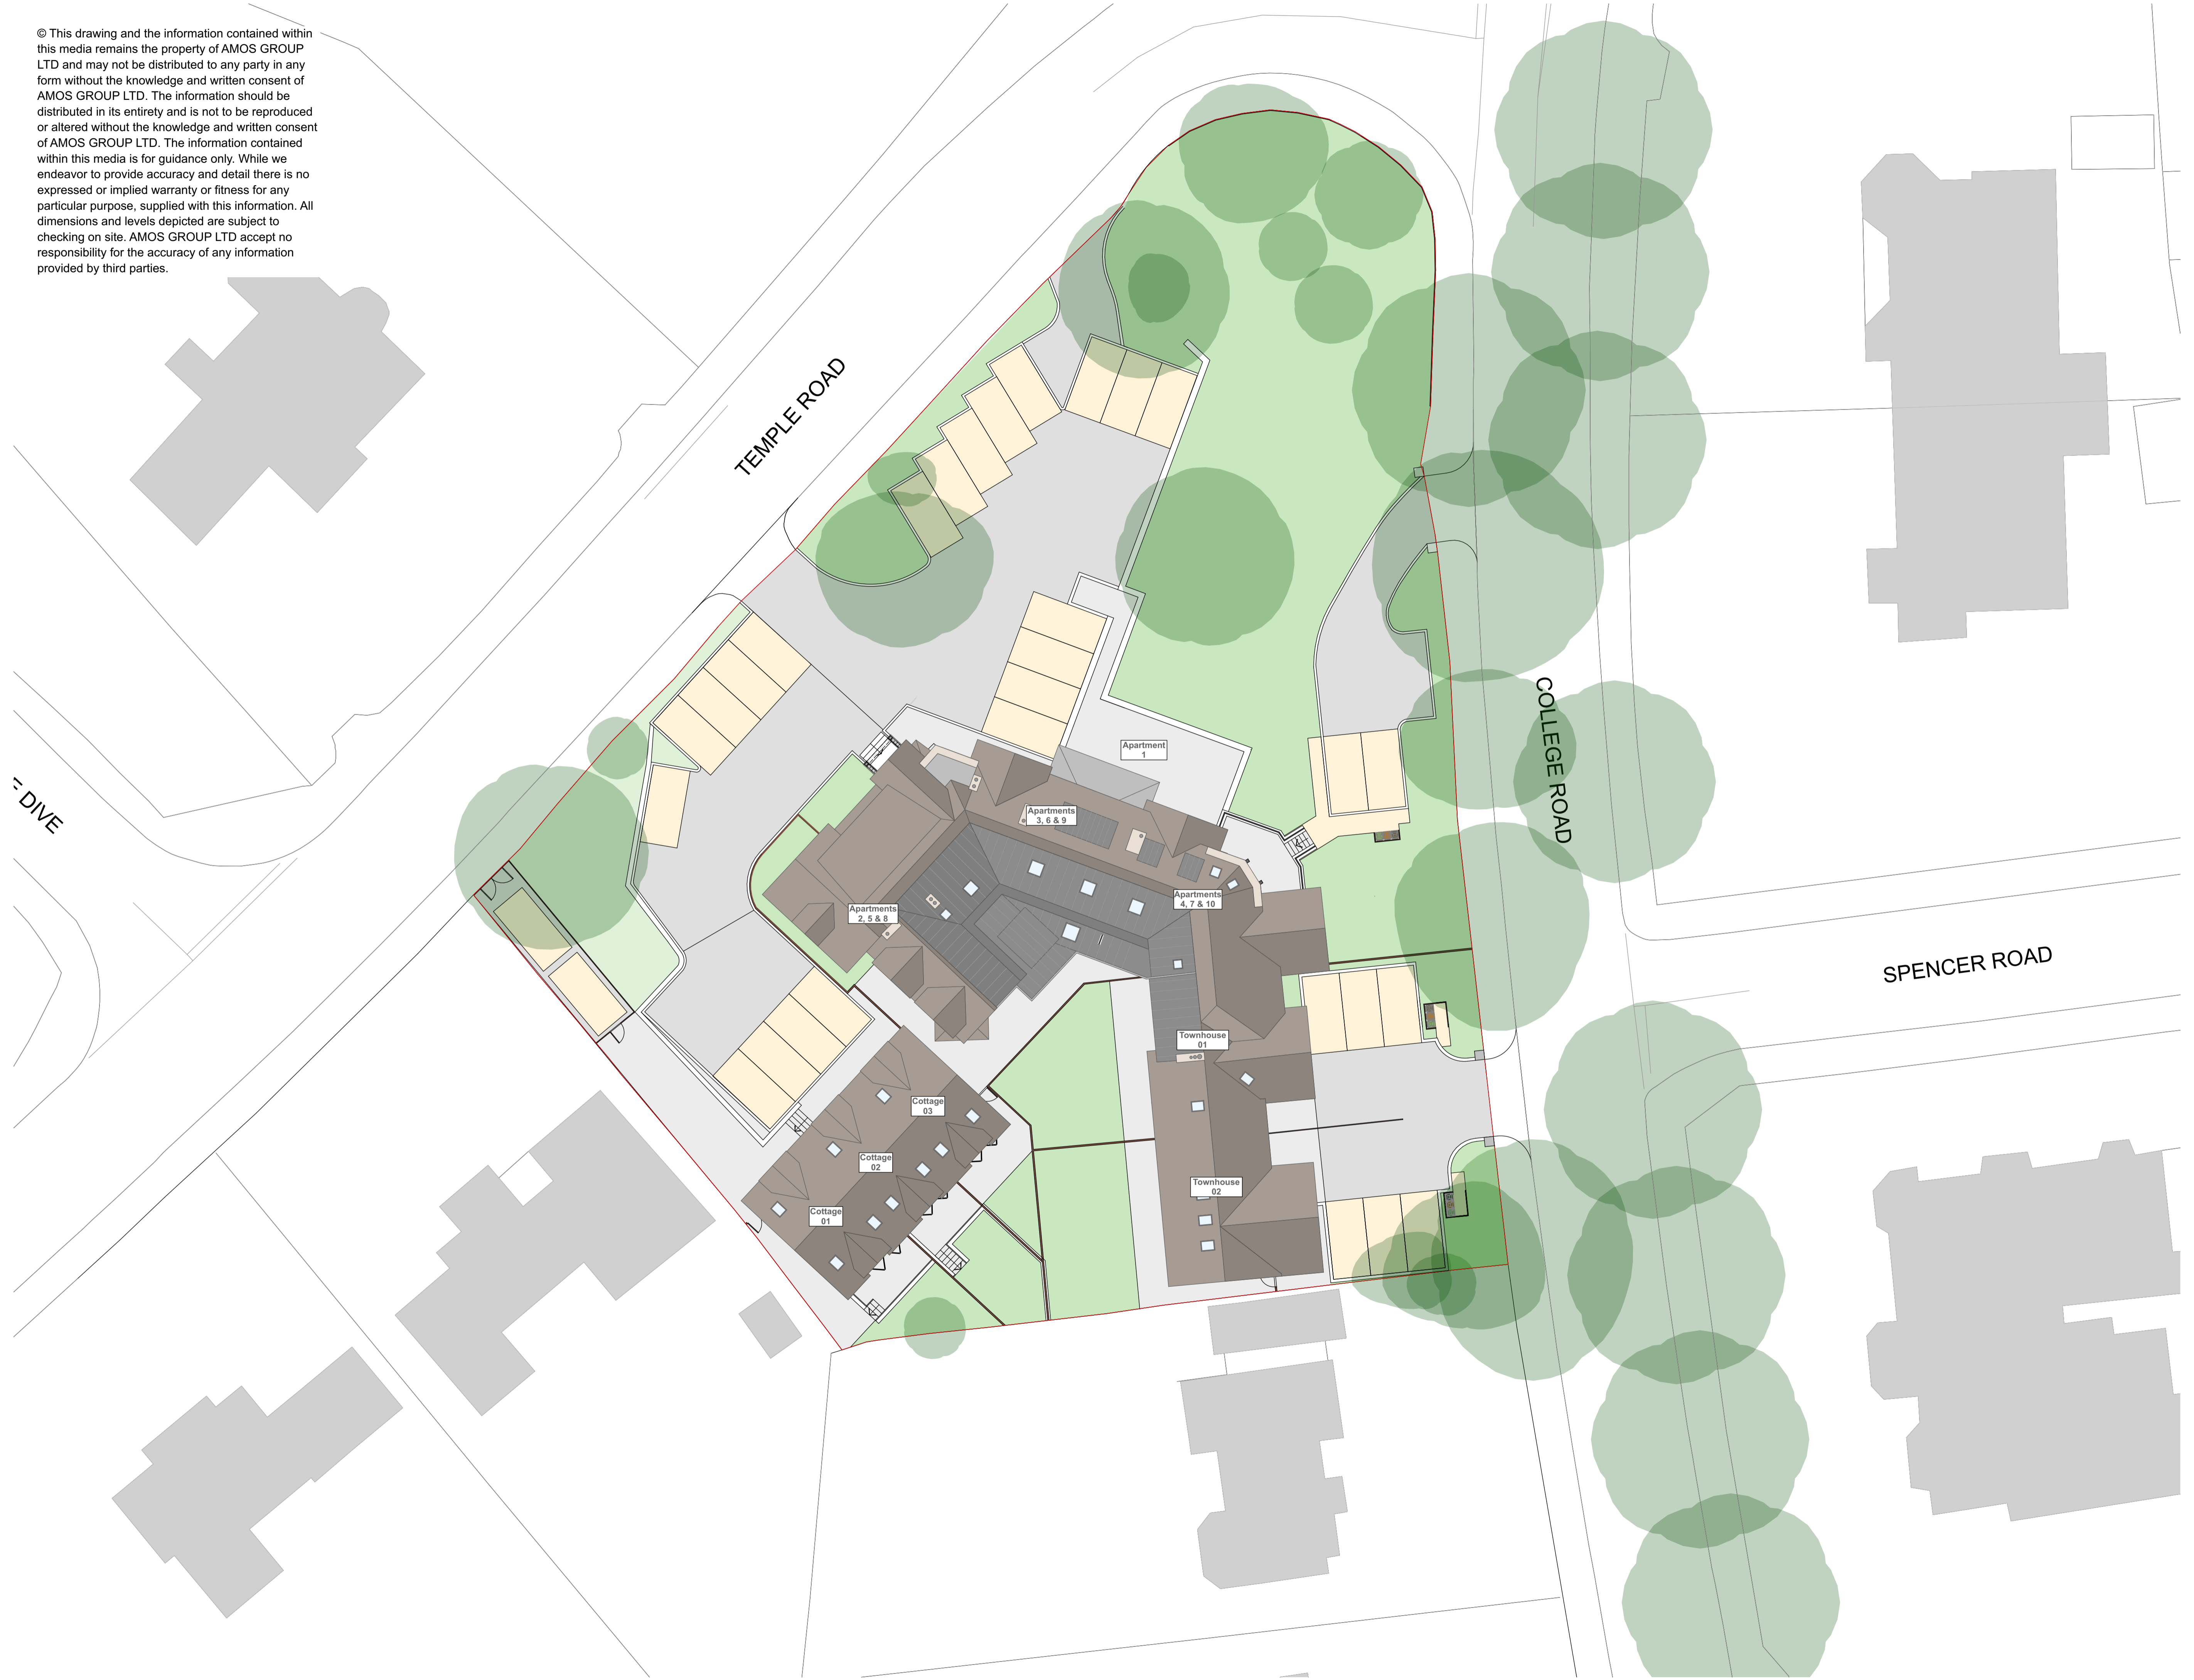 © This drawing and the information contained within
this media remains the property of AMOS GROUP
LTD and may not be distributed to any party in any
form without the knowledge and written consent of
AMOS GROUP LTD. The information should be
distributed in its entirety and is not to be reproduced
or altered without the knowledge and written consent
of AMOS GROUP LTD. The information contained
within this media is for guidance only. While we
endeavor to provide accuracy and detail there is no
expressed or implied warranty or fitness for any
particular purpose, supplied with this information. All
dimensions and levels depicted are subject to
checking on site. AMOS GROUP LTD accept no
responsibility for the accuracy of any information
provided by third parties.
TEMPLE ROAD
COLLEGE ROAD
DIVE
SPENCER ROAD
Apartment
1
Apartments
3, 6 & 9
Apartments
4, 7 & 10
Apartments
2, 5 & 8
Townhouse
01
Cottage
03
Cottage
02
Townhouse
02
Cottage
01